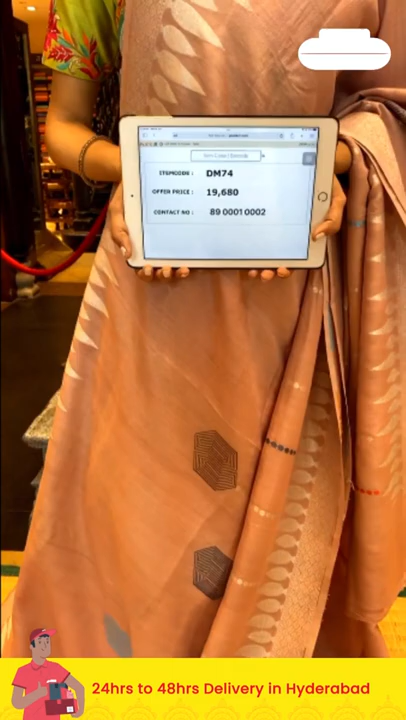 ITEMCODE : DM74
OFFER PRICE : 19,680
CONTACT NO : 89 0001 0002
24hrs to 48hrs Delivery in Hyderabad